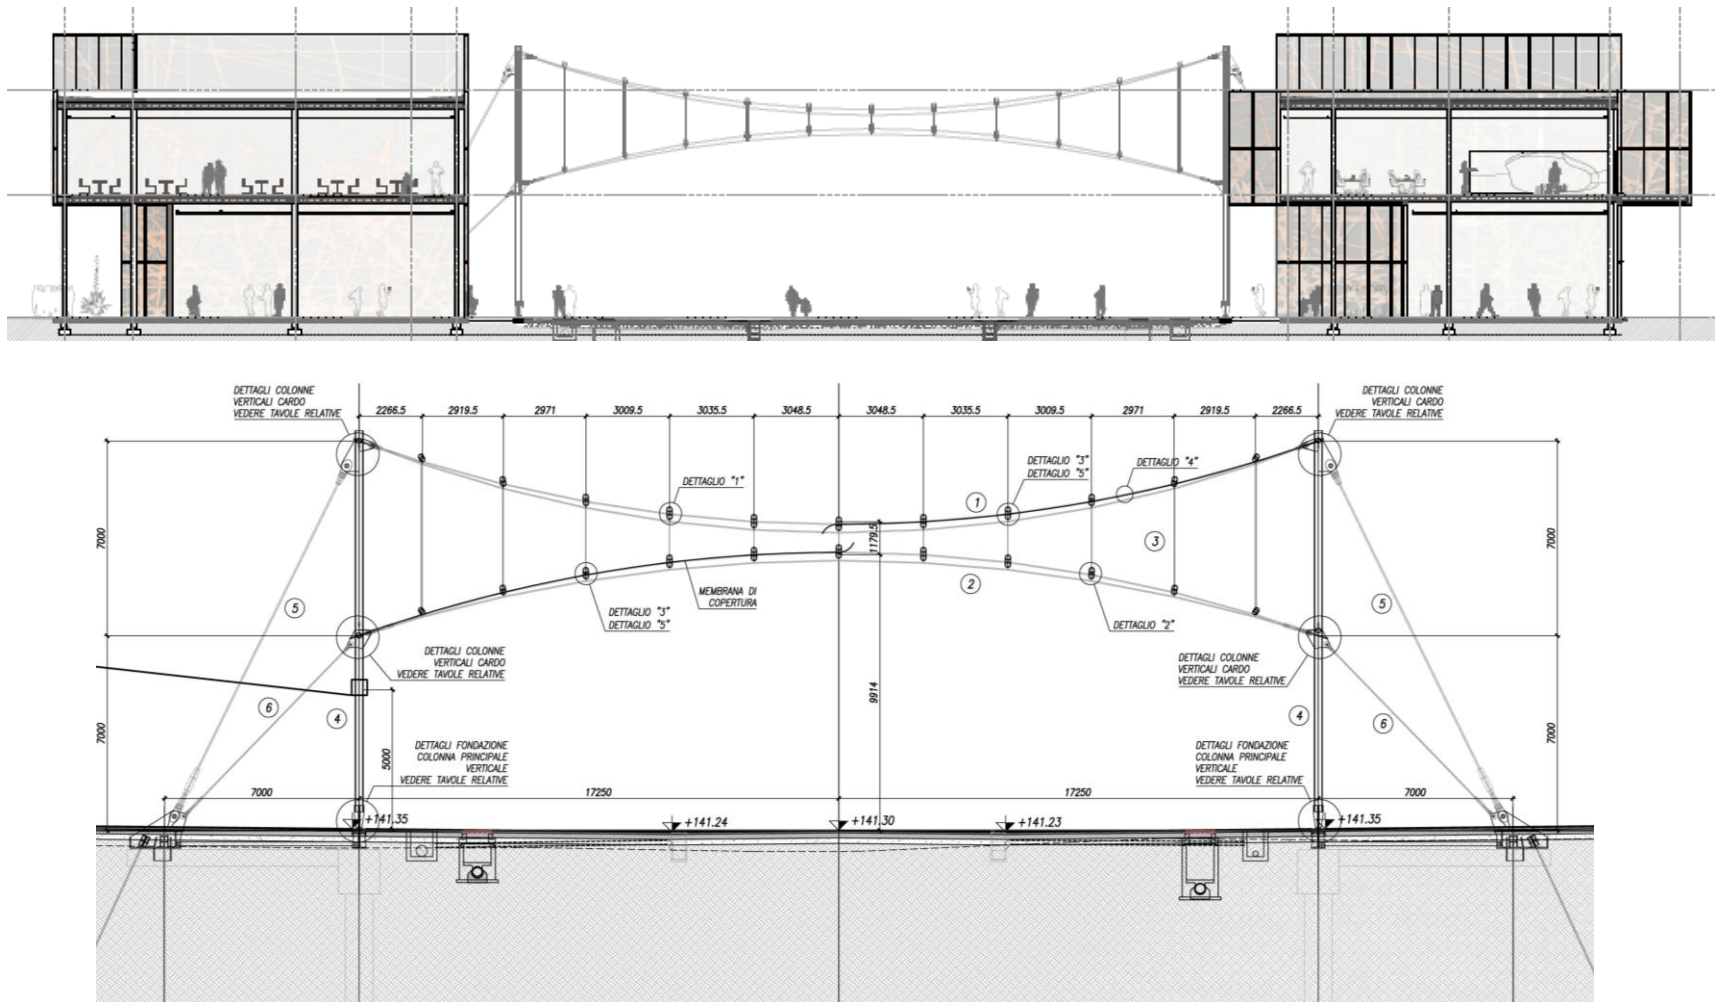 DETTAGLI COLONNE
VERTICALI CARDO
VEDERE TAVOLE RELATIVE
DETTAGLI COLONNE
VERTICALI CARDO
VEDERE TAVOLE RELATIVE
2266.5 2919.5 2971 3009.5 3035.5 3048.5 3048.5 3035.5 3009.5 2971 2919.5 2266.5
DETTAGLIO "1"
DETTAGLIO "3"
DETTAGLIO "5"
DETTAGLIO "4"
1
7000
1179.5
3
7000
2
MEMBRANA DI
COPERTURA
5
DETTAGLIO "3"
DETTAGLIO "5"
DETTAGLIO "2"
5
DETTAGLI COLONNE
VERTICALI CARDO
VEDERE TAVOLE RELATIVE
DETTAGLI COLONNE
VERTICALI CARDO
VEDERE TAVOLE RELATIVE
6
4
9914
4
6
7000
5000
7000
DETTAGLI FONDAZIONE
COLONNA PRINCIPALE
VERTICALE
VEDERE TAVOLE RELATIVE
DETTAGLI FONDAZIONE
COLONNA PRINCIPALE
VERTICALE
VEDERE TAVOLE RELATIVE
7000 17250 17250 7000
+141.35 +141.24 +141.30 +141.23 +141.35